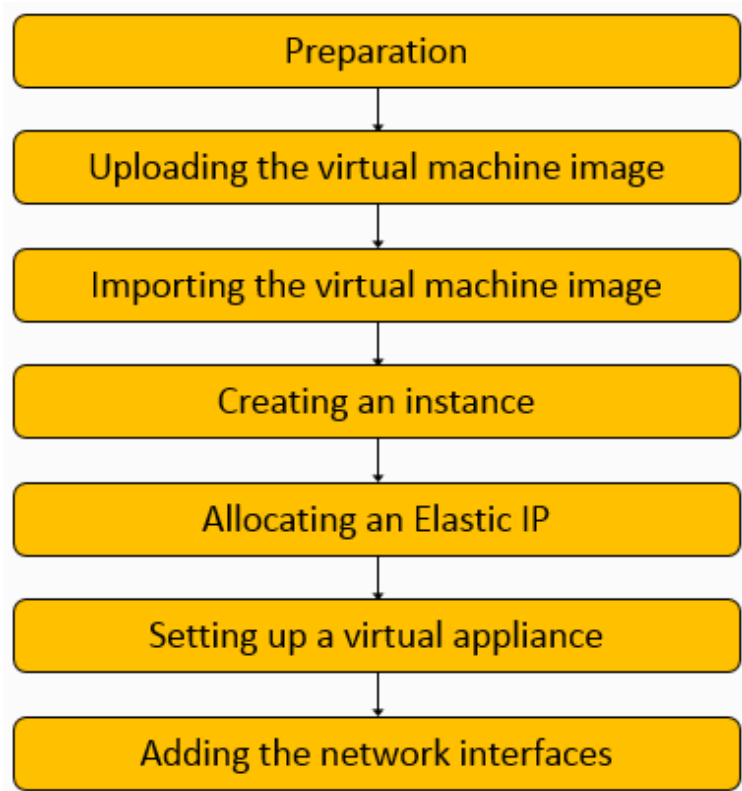 Preparation
Uploading the virtual machine image
Importing the virtual machine image
Creating an instance
Allocating an Elastic IP
Setting up a virtual appliance
Adding the network interfaces